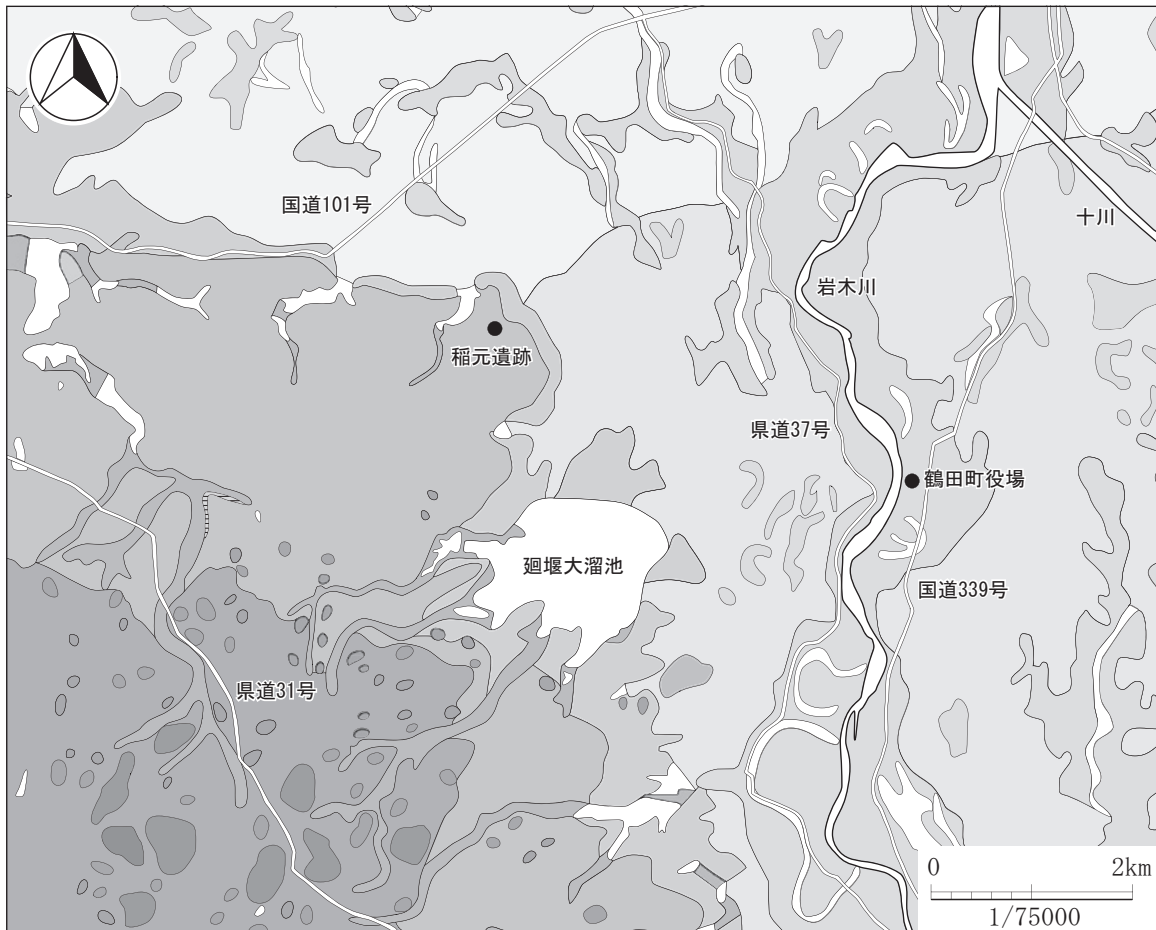 国道101号
十川
岩木川
稲元遺跡
県道37号
鶴田町役場
廻堰大溜池
国道339号
県道31号
0 2km
1/75000